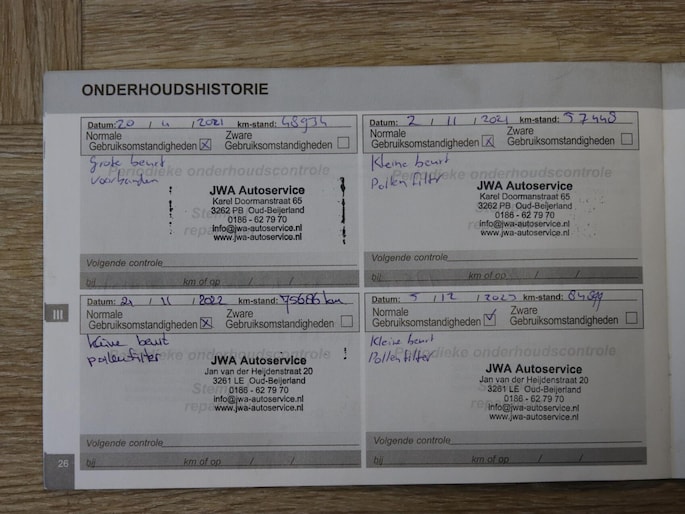 ONDERHOUDSHISTORIE
Datum: 20 / 4 / 2021 km-stand: 48934
Normale Gebruiksomstandigheden x Zware Gebruiksomstandigheden
Grote beurt
voorbanden
Periodieke onderhoudscontrole
JWA Autoservice
Karel Doormanstraat 65
3262 PB Oud-Beijerland
0186 - 62 79 70
info@jwa-autoservice.nl
www.jwa-autoservice.nl
Volgende controle
bij km of op / /
Datum: 2 / 11 / 2021 km-stand: 57448
Normale Gebruiksomstandigheden x Zware Gebruiksomstandigheden
Kleine beurt
Pollenfilter
Periodieke onderhoudscontrole
JWA Autoservice
Karel Doormanstraat 65
3262 PB Oud-Beijerland
0186 - 62 79 70
info@jwa-autoservice.nl
www.jwa-autoservice.nl
Volgende controle
bij km of op / /
III
Datum: 21 / 11 / 2022 km-stand: 75686 km
Normale Gebruiksomstandigheden x Zware Gebruiksomstandigheden
Kleine beurt
pollenfilter
JWA Autoservice
Jan van der Heijdenstraat 20
3261 LE Oud-Beijerland
0186 - 62 79 70
info@jwa-autoservice.nl
www.jwa-autoservice.nl
Volgende controle
bij km of op / /
Datum: 5 / 12 / 2023 km-stand:
Normale Gebruiksomstandigheden Zware Gebruiksomstandigheden
Kleine beurt
Pollenfilter
Periodieke onderhoudscontrole
JWA Autoservice
Jan van der Heijdenstraat 20
3261 LE Oud-Beijerland
0186 - 62 79 70
info@jwa-autoservice.nl
www.jwa-autoservice.nl
Volgende controle
bij km of op / /
26